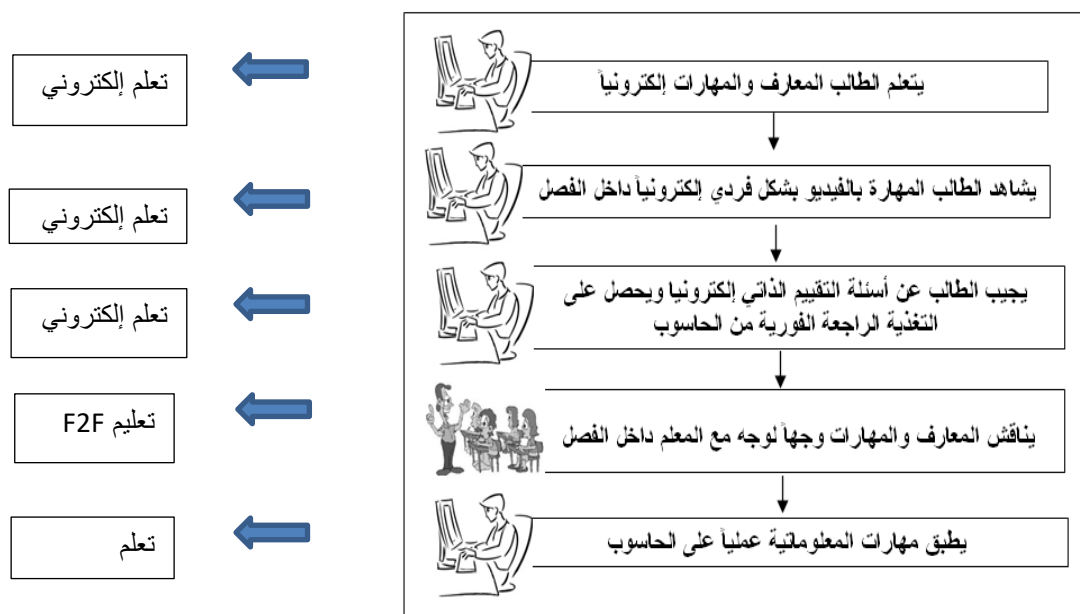 يتعلم الطالب المعارف والمهارات إلكترونياً
تعلم إلكتروني
يشاهد الطالب المهارة بالفيديو بشكل فردي إلكترونياً داخل الفصل
تعلم إلكتروني
يجيب الطالب عن أسئلة التقييم الذاتي إلكترونيا ويحصل على
التغذية الراجعة الفورية من الحاسوب
تعلم إلكتروني
يناقش المعارف والمهارات وجهاً لوجه مع المعلم داخل الفصل
تعليم F2F
يطبق مهارات المعلوماتية عملياً على الحاسوب
تعلم